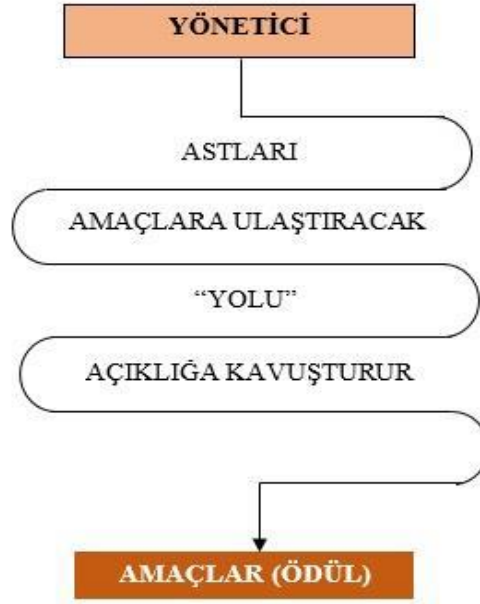 YÖNETİCİ
ASTLARI
AMAÇLARA ULAŞTIRACAK
“YOLU”
AÇIKLIĞA KAVUŞTURUR
AMAÇLAR (ÖDÜL)